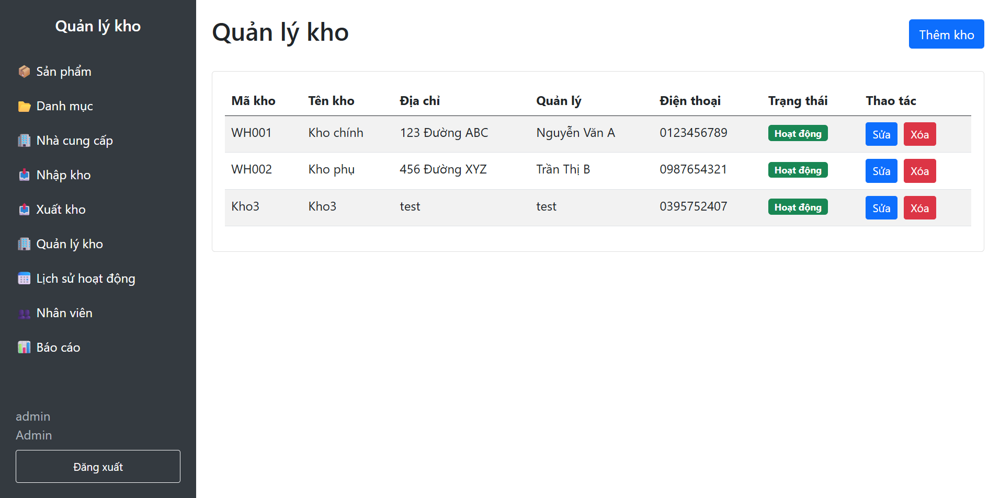 Quản lý kho
Sản phẩm
Danh mục
Nhà cung cấp
Nhập kho
Xuất kho
Quản lý kho
Lịch sử hoạt động
Nhân viên
Báo cáo
admin
Admin
Đăng xuất
Quản lý kho
Thêm kho
Mã kho Tên kho Địa chỉ Quản lý Điện thoại Trạng thái Thao tác
WH001 Kho chính 123 Đường ABC Nguyễn Văn A 0123456789 Hoạt động Sửa Xóa
WH002 Kho phụ 456 Đường XYZ Trần Thị B 0987654321 Hoạt động Sửa Xóa
Kho3 Kho3 test test 0395752407 Hoạt động Sửa Xóa